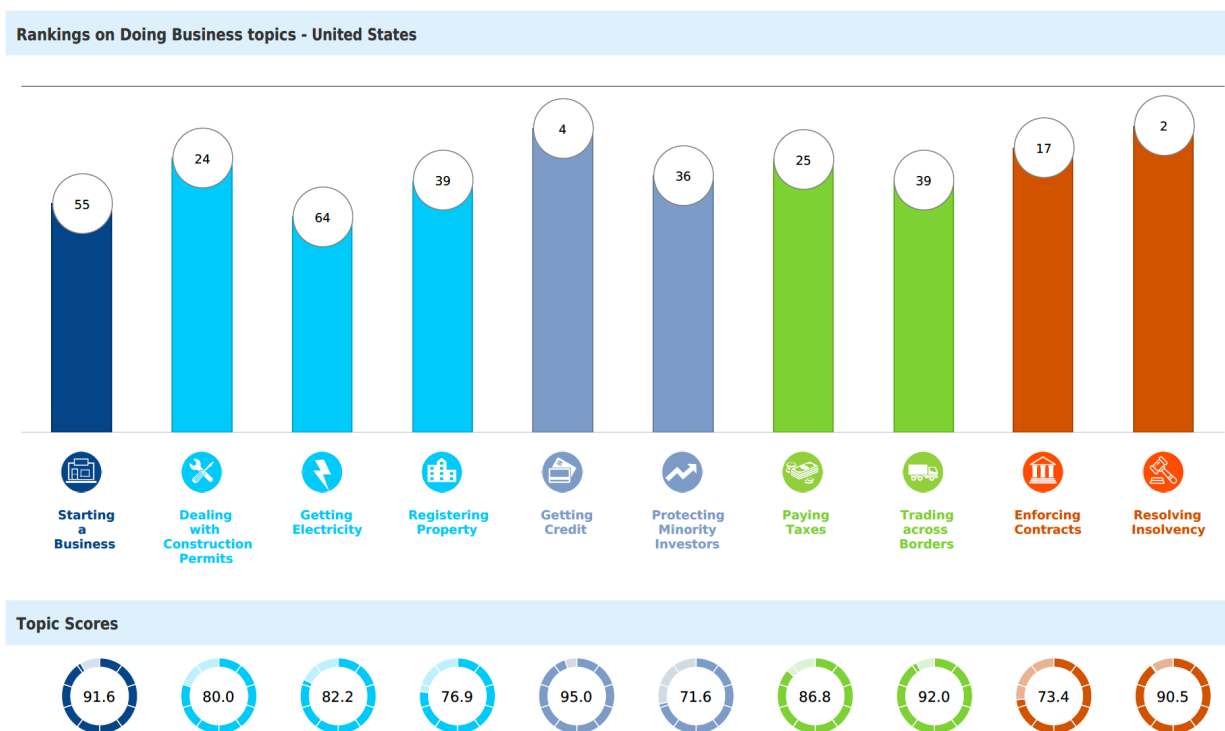 Rankings on Doing Business topics - United States
55
24
64
39
4
36
25
39
17
2
Starting
a
Business
Dealing
with
Construction
Permits
Getting
Electricity
Registering
Property
Getting
Credit
Protecting
Minority
Investors
Paying
Taxes
Trading
across
Borders
Enforcing
Contracts
Resolving
Insolvency
Topic Scores
91.6
80.0
82.2
76.9
95.0
71.6
86.8
92.0
73.4
90.5